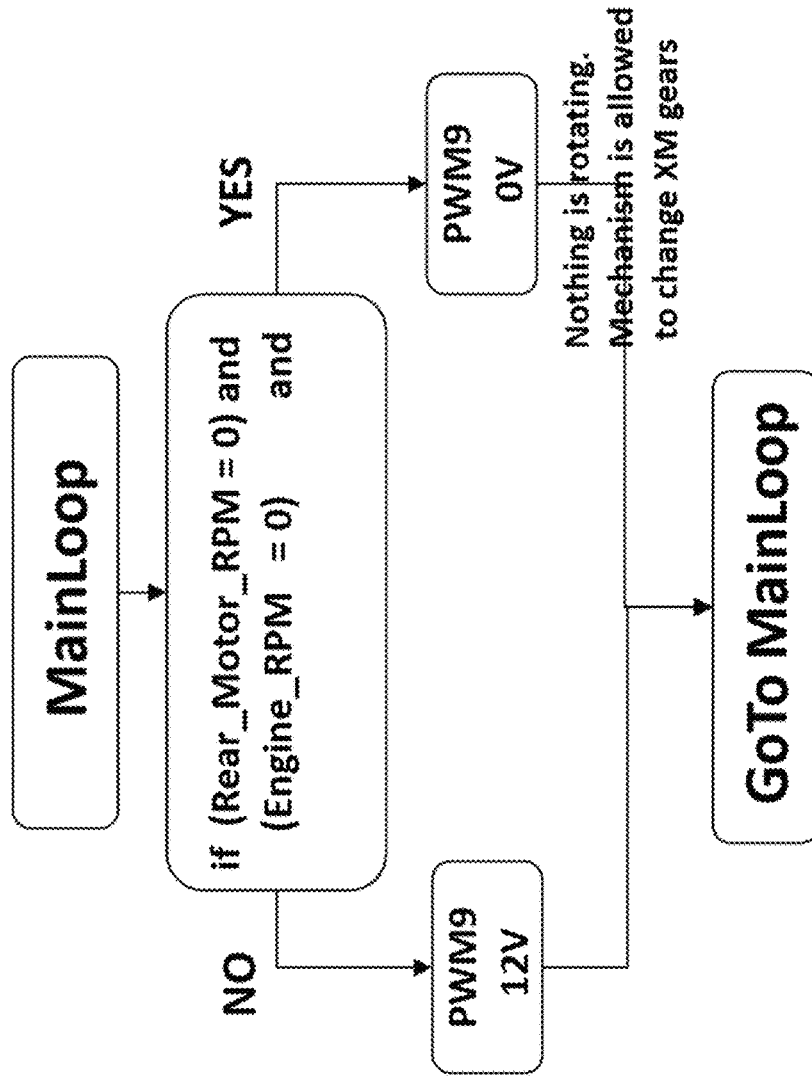 MainLoop
if (Rear_Motor_RPM = 0) and
(Engine_RPM = 0) and
NO
YES
PWM9
12V
PWM9
0V
Nothing is rotating.
Mechanism is allowed
to change XM gears
GoTo MainLoop